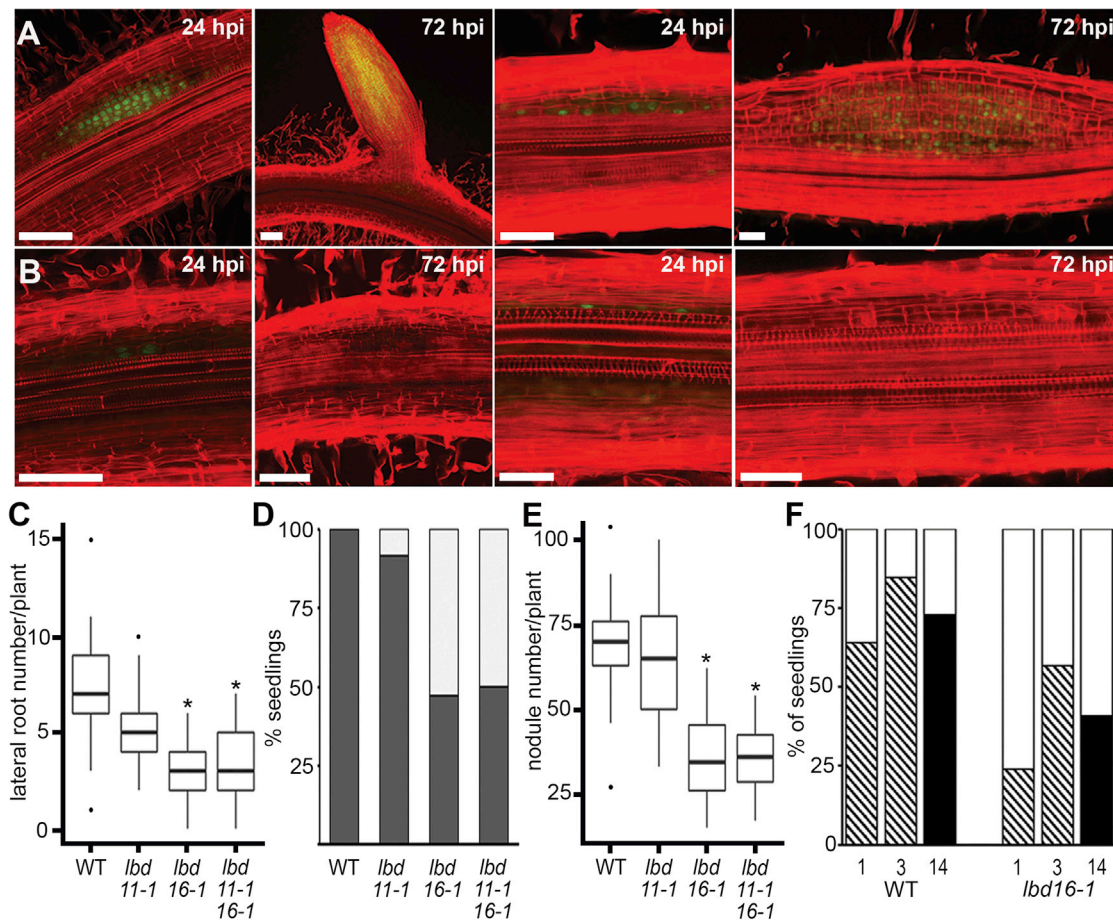 A
24 hpi
72 hpi
24 hpi
72 hpi
B
24 hpi
72 hpi
24 hpi
72 hpi
C
lateral root number/plant
15
10
5
0
WT
lbd 11-1
lbd 16-1
lbd 11-1 16-1
*
*
D
% seedlings
100
75
50
25
lbd 11-1
lbd 16-1
lbd 11-1 16-1
E
nodule number/plant
100
75
50
25
WT
lbd 11-1
lbd 16-1
lbd 11-1 16-1
*
*
F
% of seedlings
100
75
50
25
0
1 3 14
WT
1 3 14
lbd16-1